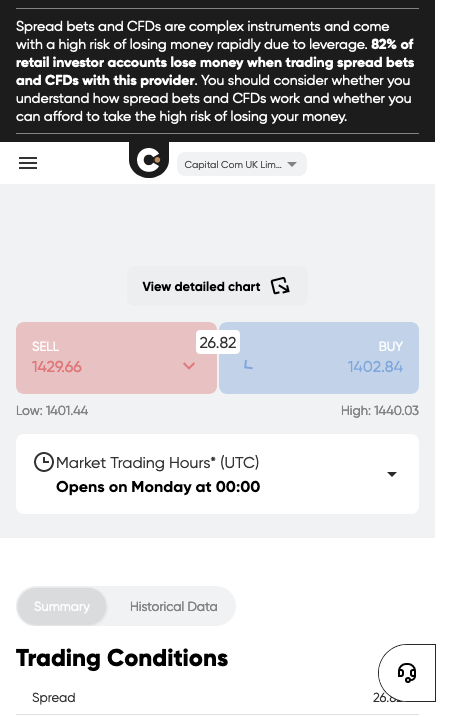 Spread bets and CFDs are complex instruments and come
with a high risk of losing money rapidly due to leverage. 82% of
retail investor accounts lose money when trading spread bets
and CFDs with this provider. You should consider whether you
understand how spread bets and CFDs work and whether you
can afford to take the high risk of losing your money.
Capital Com UK Lim...
View detailed chart
SELL
1429.66
26.82
BUY
1402.84
Low: 1401.44
High: 1440.03
Market Trading Hours* (UTC)
Opens on Monday at 00:00
Summary
Historical Data
Trading Conditions
Spread